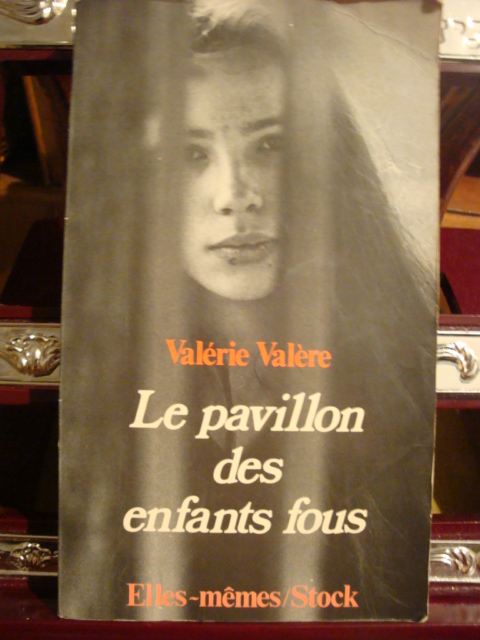 Valérie Valère
Le pavillon
des
enfants fous
Elles-mêmes/Stock